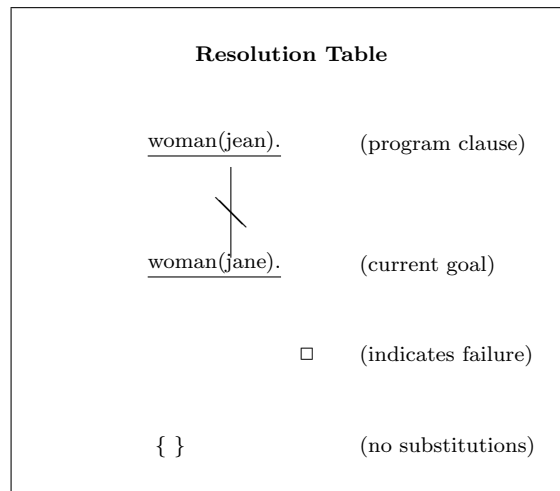 Resolution Table
woman(jean). (program clause)
woman(jane). (current goal)
□ (indicates failure)
{ } (no substitutions)